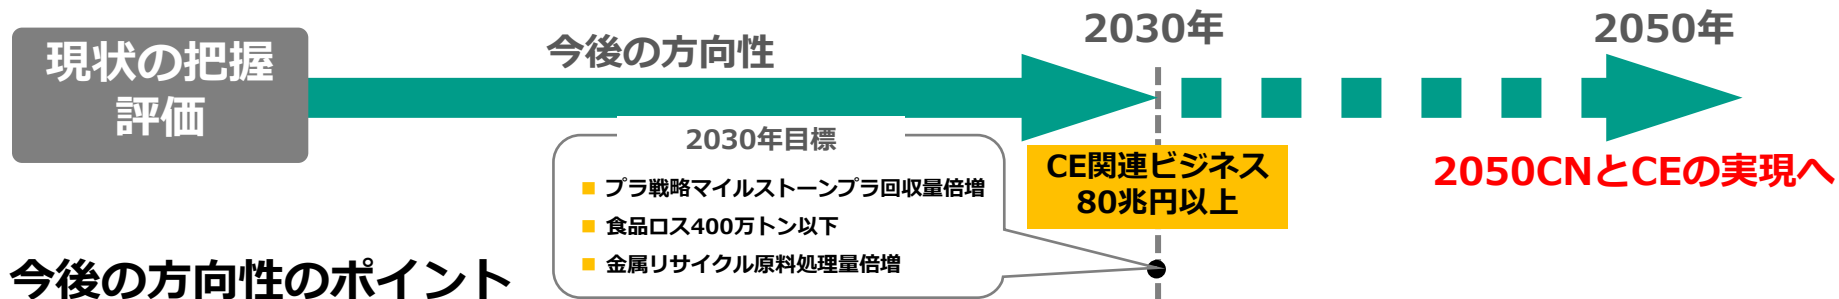 現状の把握
評価
今後の方向性
2030年
2050年
2030年目標
プラ戦略マイルストーンプラ回収量倍増
食品ロス400万トン以下
金属リサイクル原料処理量倍増
CE関連ビジネス
80兆円以上
2050CNとCEの実現へ
今後の方向性のポイント